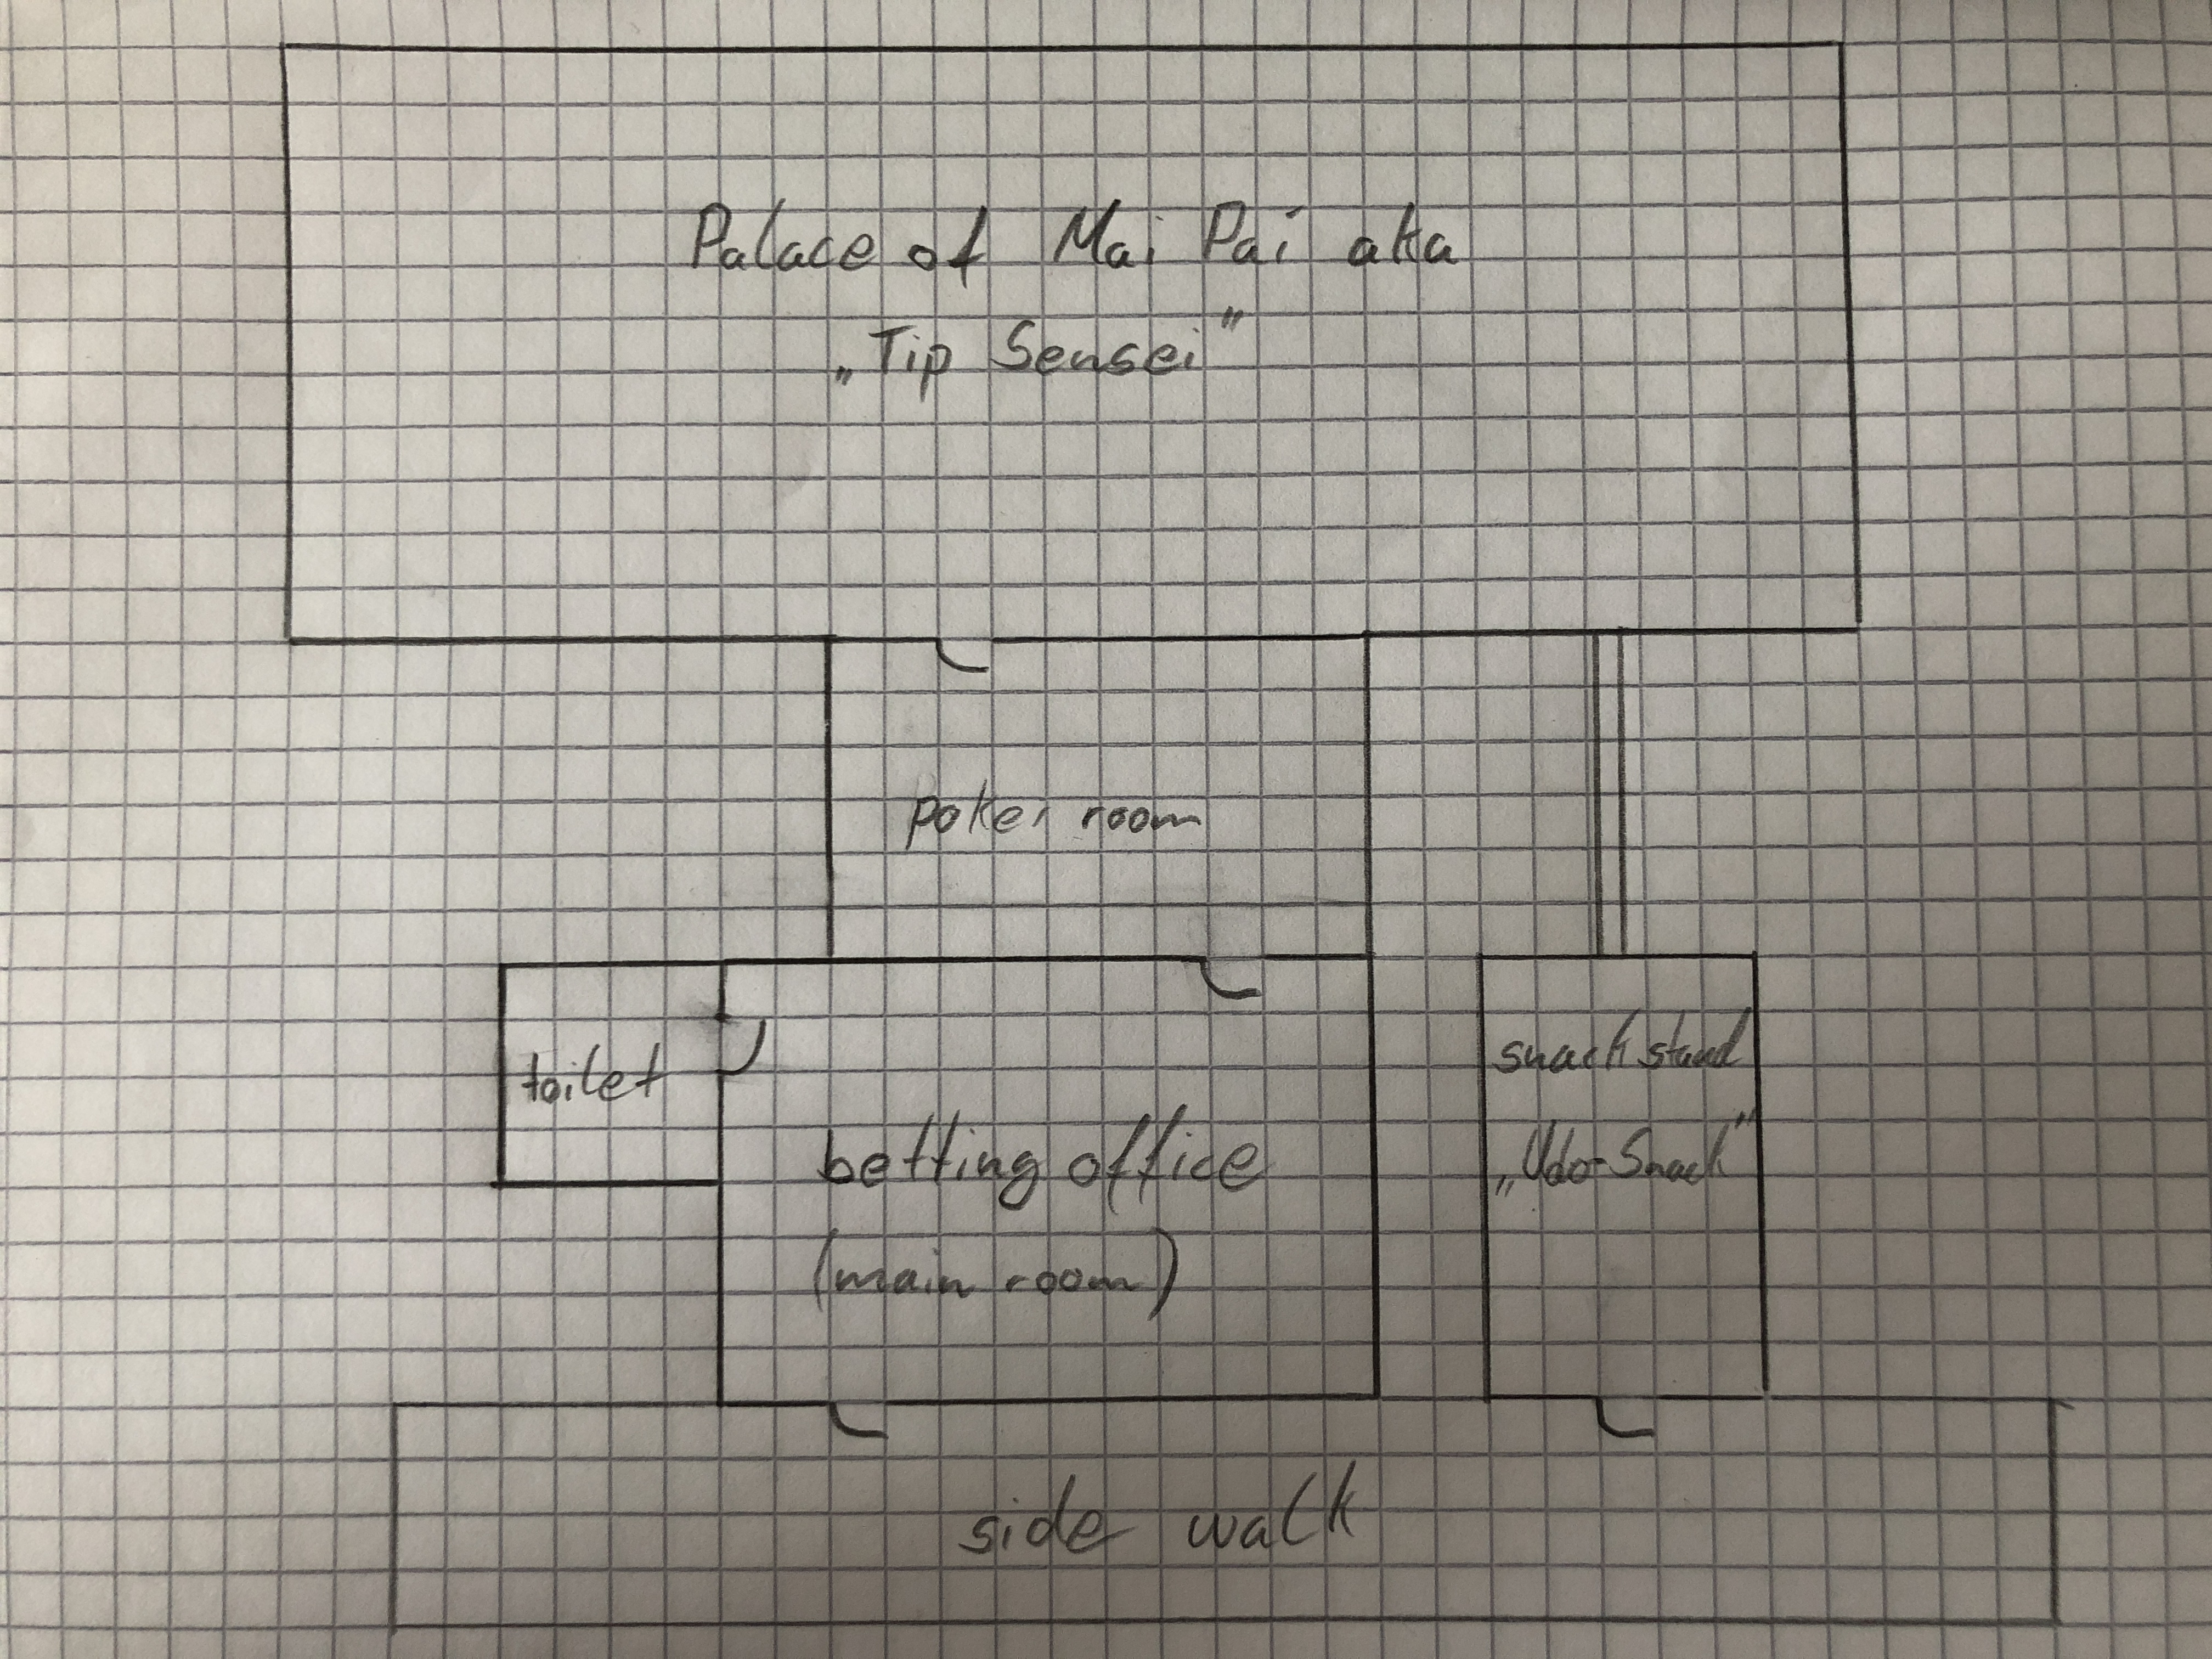 Palace of Mai Pai aka
„Tip Sensei"
poker room
toilet
betting office
(main room)
snack stand
„Udo-Snack"
side walk